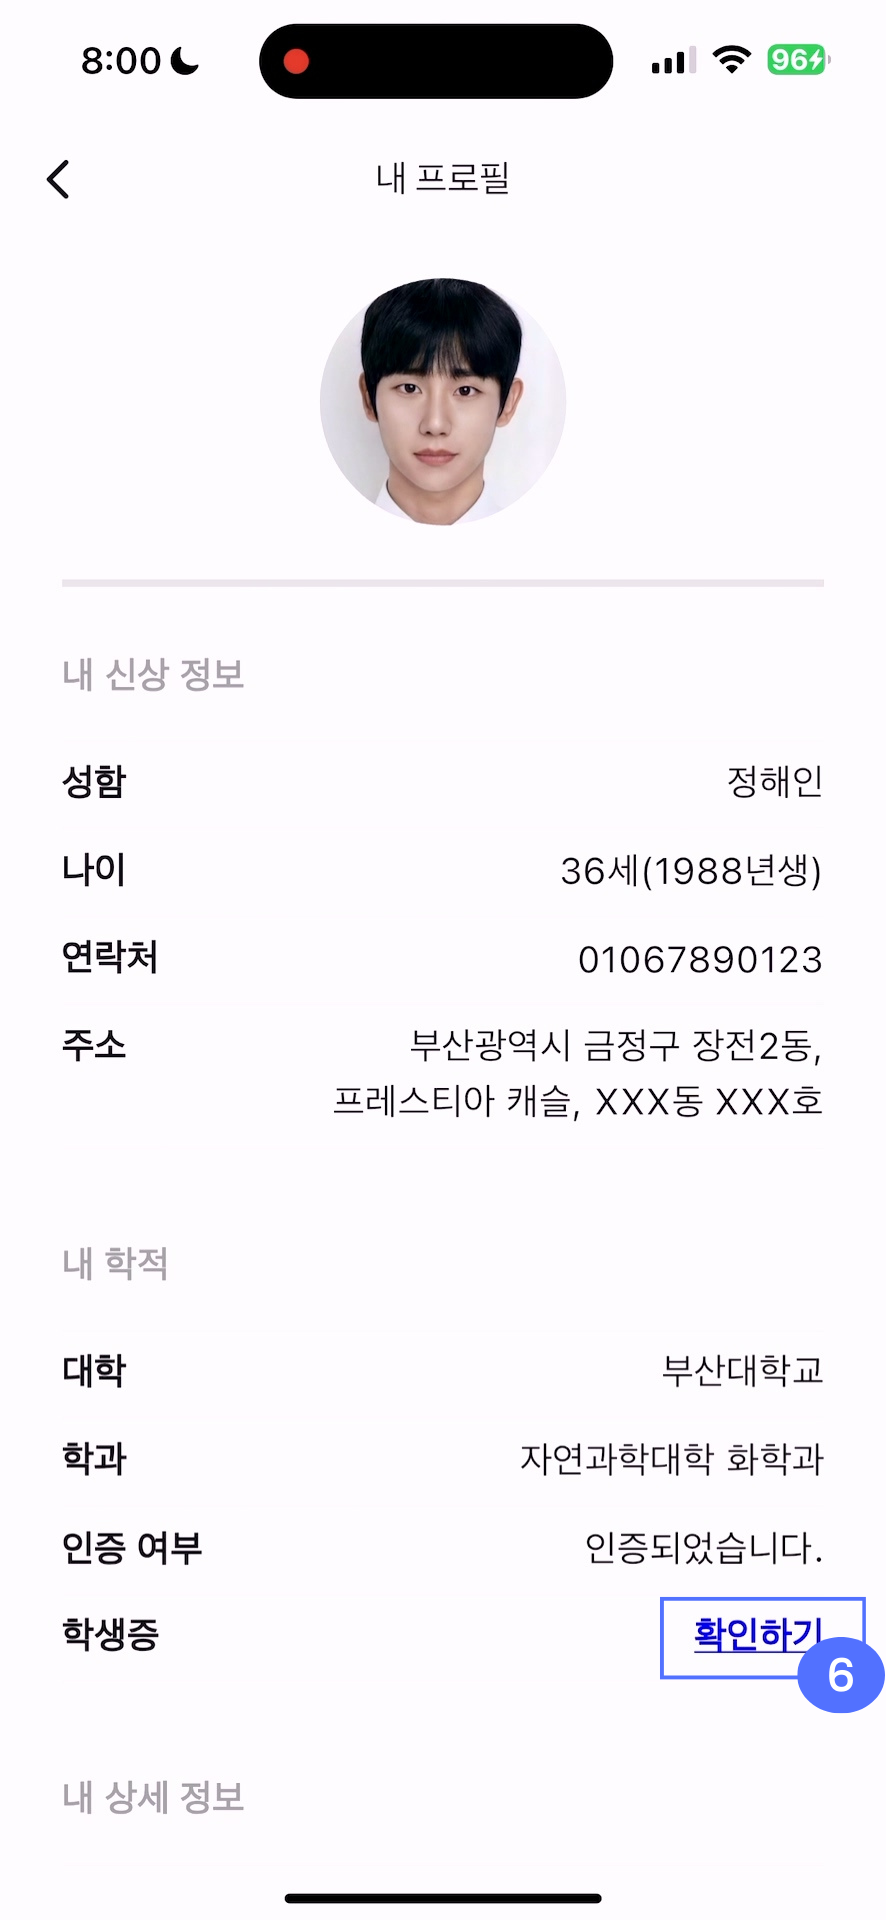 8:00
96
내 프로필
내 신상 정보
성함 정해인
나이 36세(1988년생)
연락처 01067890123
주소 부산광역시 금정구 장전2동,
프레스티아 캐슬, XXX동 XXX호
내 학적
대학 부산대학교
학과 자연과학대학 화학과
인증 여부 인증되었습니다.
학생증 확인하기
6
내 상세 정보